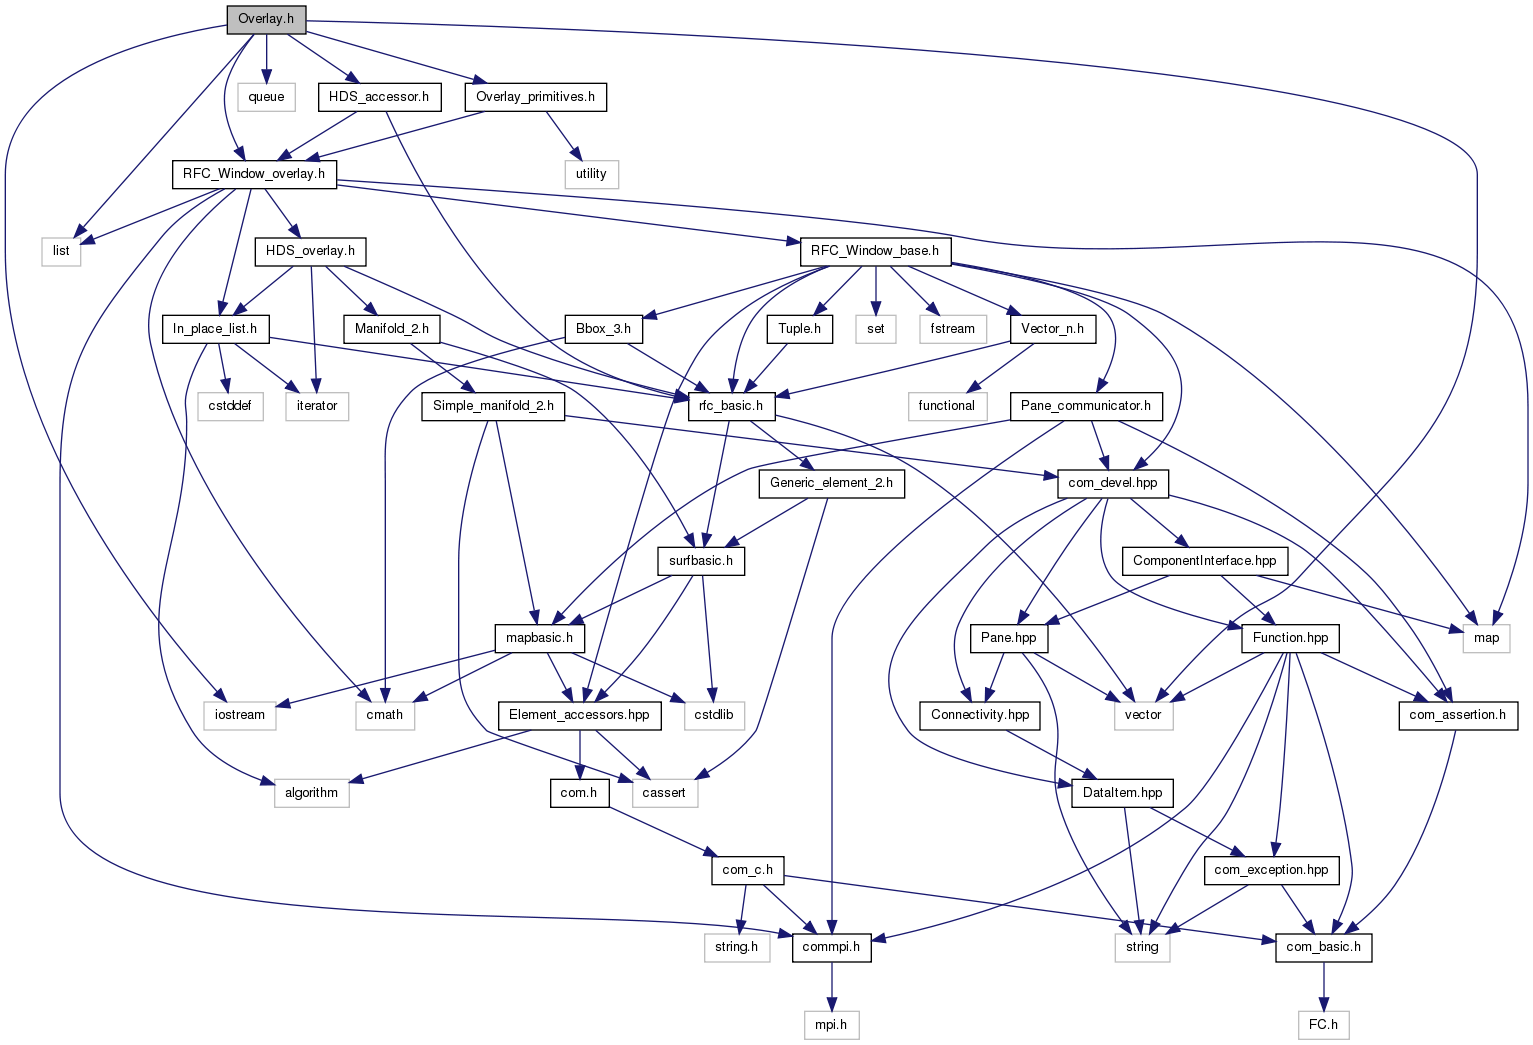 Overlay.h
queue
HDS_accessor.h
Overlay_primitives.h
RFC_Window_overlay.h
utility
list
HDS_overlay.h
RFC_Window_base.h
In_place_list.h
Manifold_2.h
Bbox_3.h
Tuple.h
set
fstream
Vector_n.h
cstddef
iterator
Simple_manifold_2.h
rfc_basic.h
functional
Pane_communicator.h
Generic_element_2.h
com_devel.hpp
surfbasic.h
ComponentInterface.hpp
mapbasic.h
Pane.hpp
Function.hpp
map
iostream
cmath
Element_accessors.hpp
cstdlib
Connectivity.hpp
vector
com_assertion.h
algorithm
com.h
cassert
DataItem.hpp
com_c.h
com_exception.hpp
string.h
commpi.h
string
com_basic.h
mpi.h
FC.h